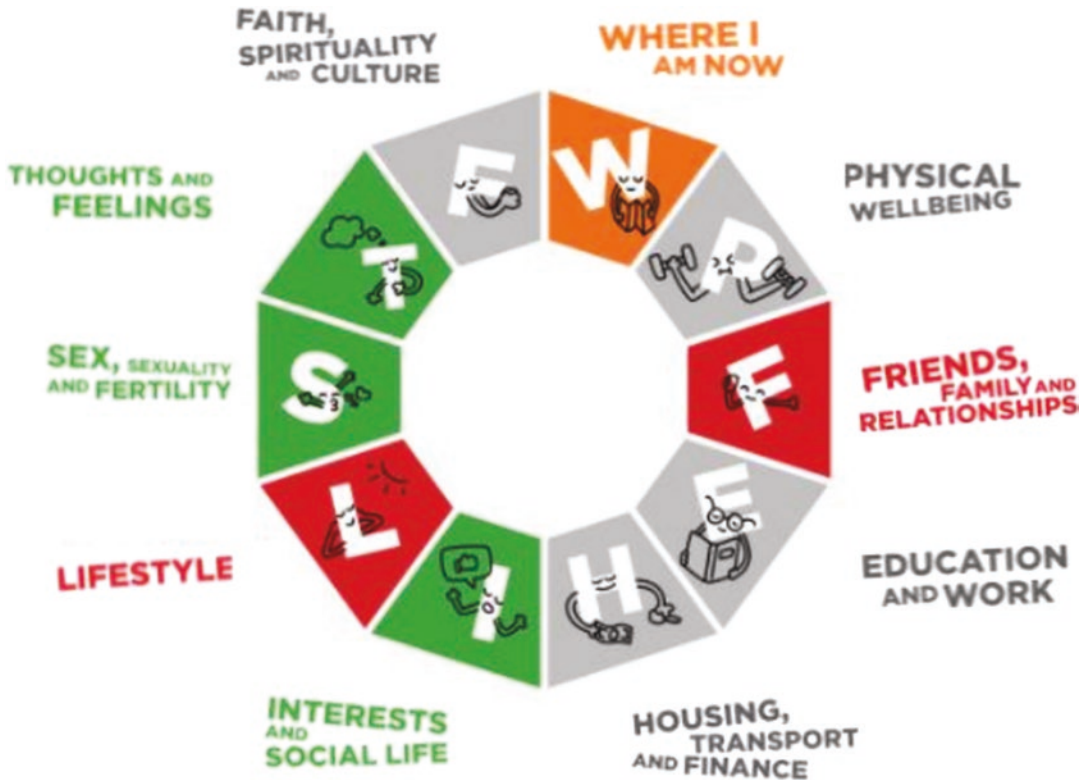 FAITH,
SPIRITUALITY
AND CULTURE
WHERE I
AM NOW
PHYSICAL
WELLBEING
FRIENDS,
FAMILY AND
RELATIONSHIPS
EDUCATION
AND WORK
HOUSING,
TRANSPORT
AND FINANCE
INTERESTS
AND
SOCIAL LIFE
LIFESTYLE
SEX, SEXUALITY
AND FERTILITY
THOUGHTS AND
FEELINGS
F
W
P
F
E
H
I
L
S
T